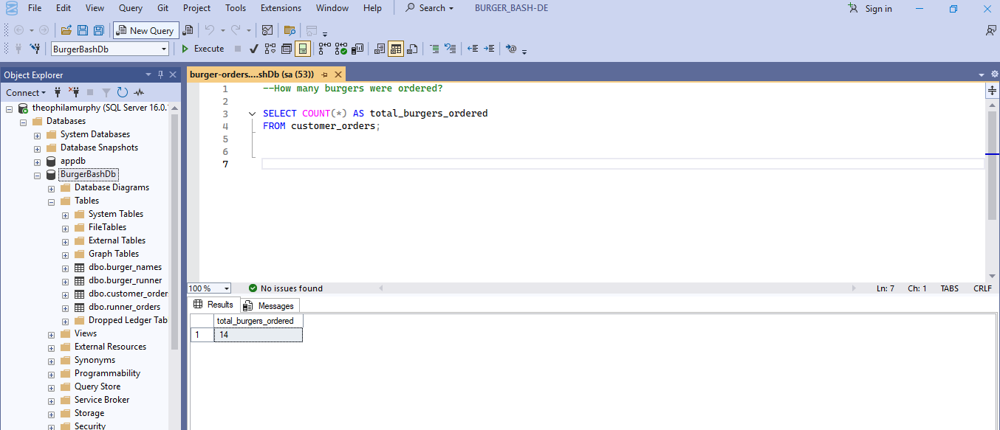 File Edit View Query Git Project Tools Extensions Window Help Search BURGER_BASH-DE Sign in
New Query
BurgerBashDb Execute
Object Explorer
Connect
theophilamurphy (SQL Server 16.0.
Databases
System Databases
Database Snapshots
appdb
BurgerBashDb
Database Diagrams
Tables
System Tables
FileTables
External Tables
Graph Tables
dbo.burger_names
dbo.burger_runner
dbo.customer_order
dbo.runner_orders
Dropped Ledger Tab
Views
External Resources
Synonyms
Programmability
Query Store
Service Broker
Storage
Security
burger-orders....shDb (sa (53))
1 --How many burgers were ordered?
2
3 SELECT COUNT(*) AS total_burgers_ordered
4 FROM customer_orders;
5
6
7
100 % No issues found Ln: 7 Ch: 1 TABS CRLF
Results Messages
total_burgers_ordered
1 14